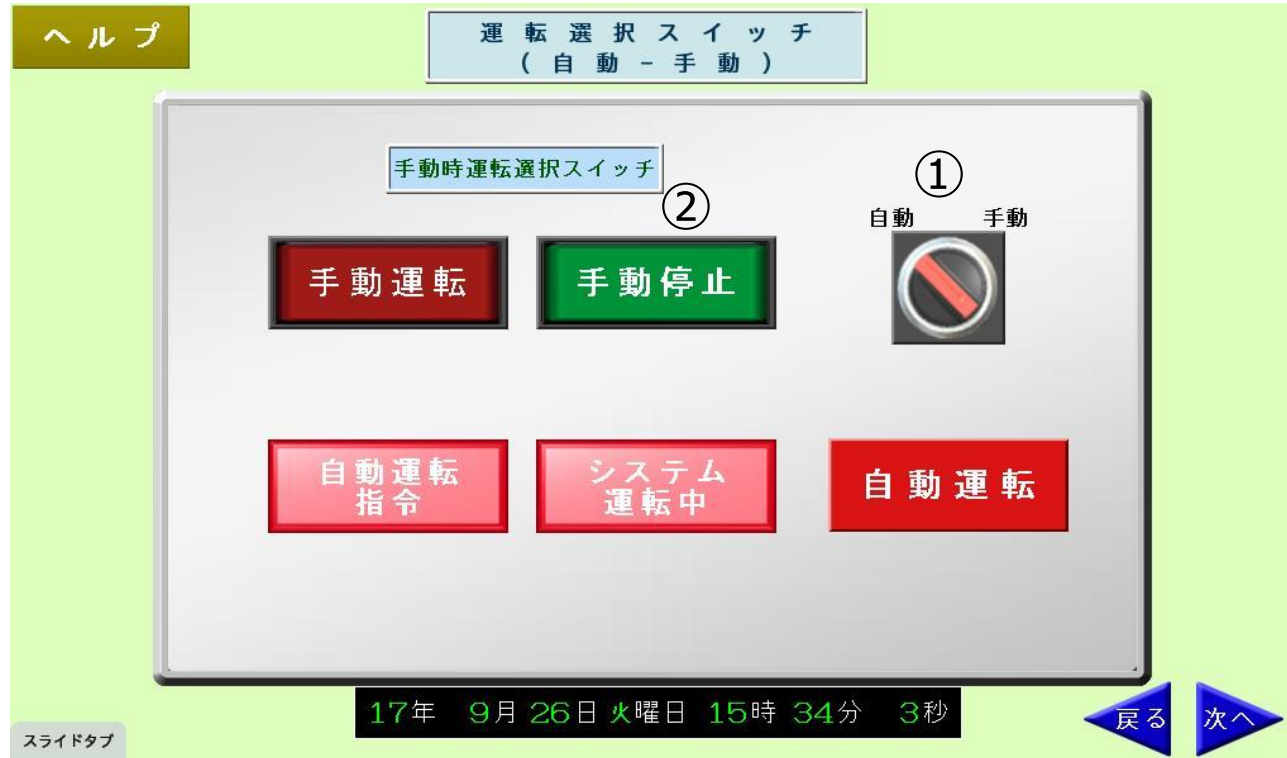 ヘルプ
運転選択スイッチ
(自動-手動)
手動時運転選択スイッチ
②
①
自動 手動
手動運転
手動停止
自動運転
指令
システム
運転中
自動運転
17年 9月26日火曜日 15時34分 3秒
戻る
次へ
スライドタブ